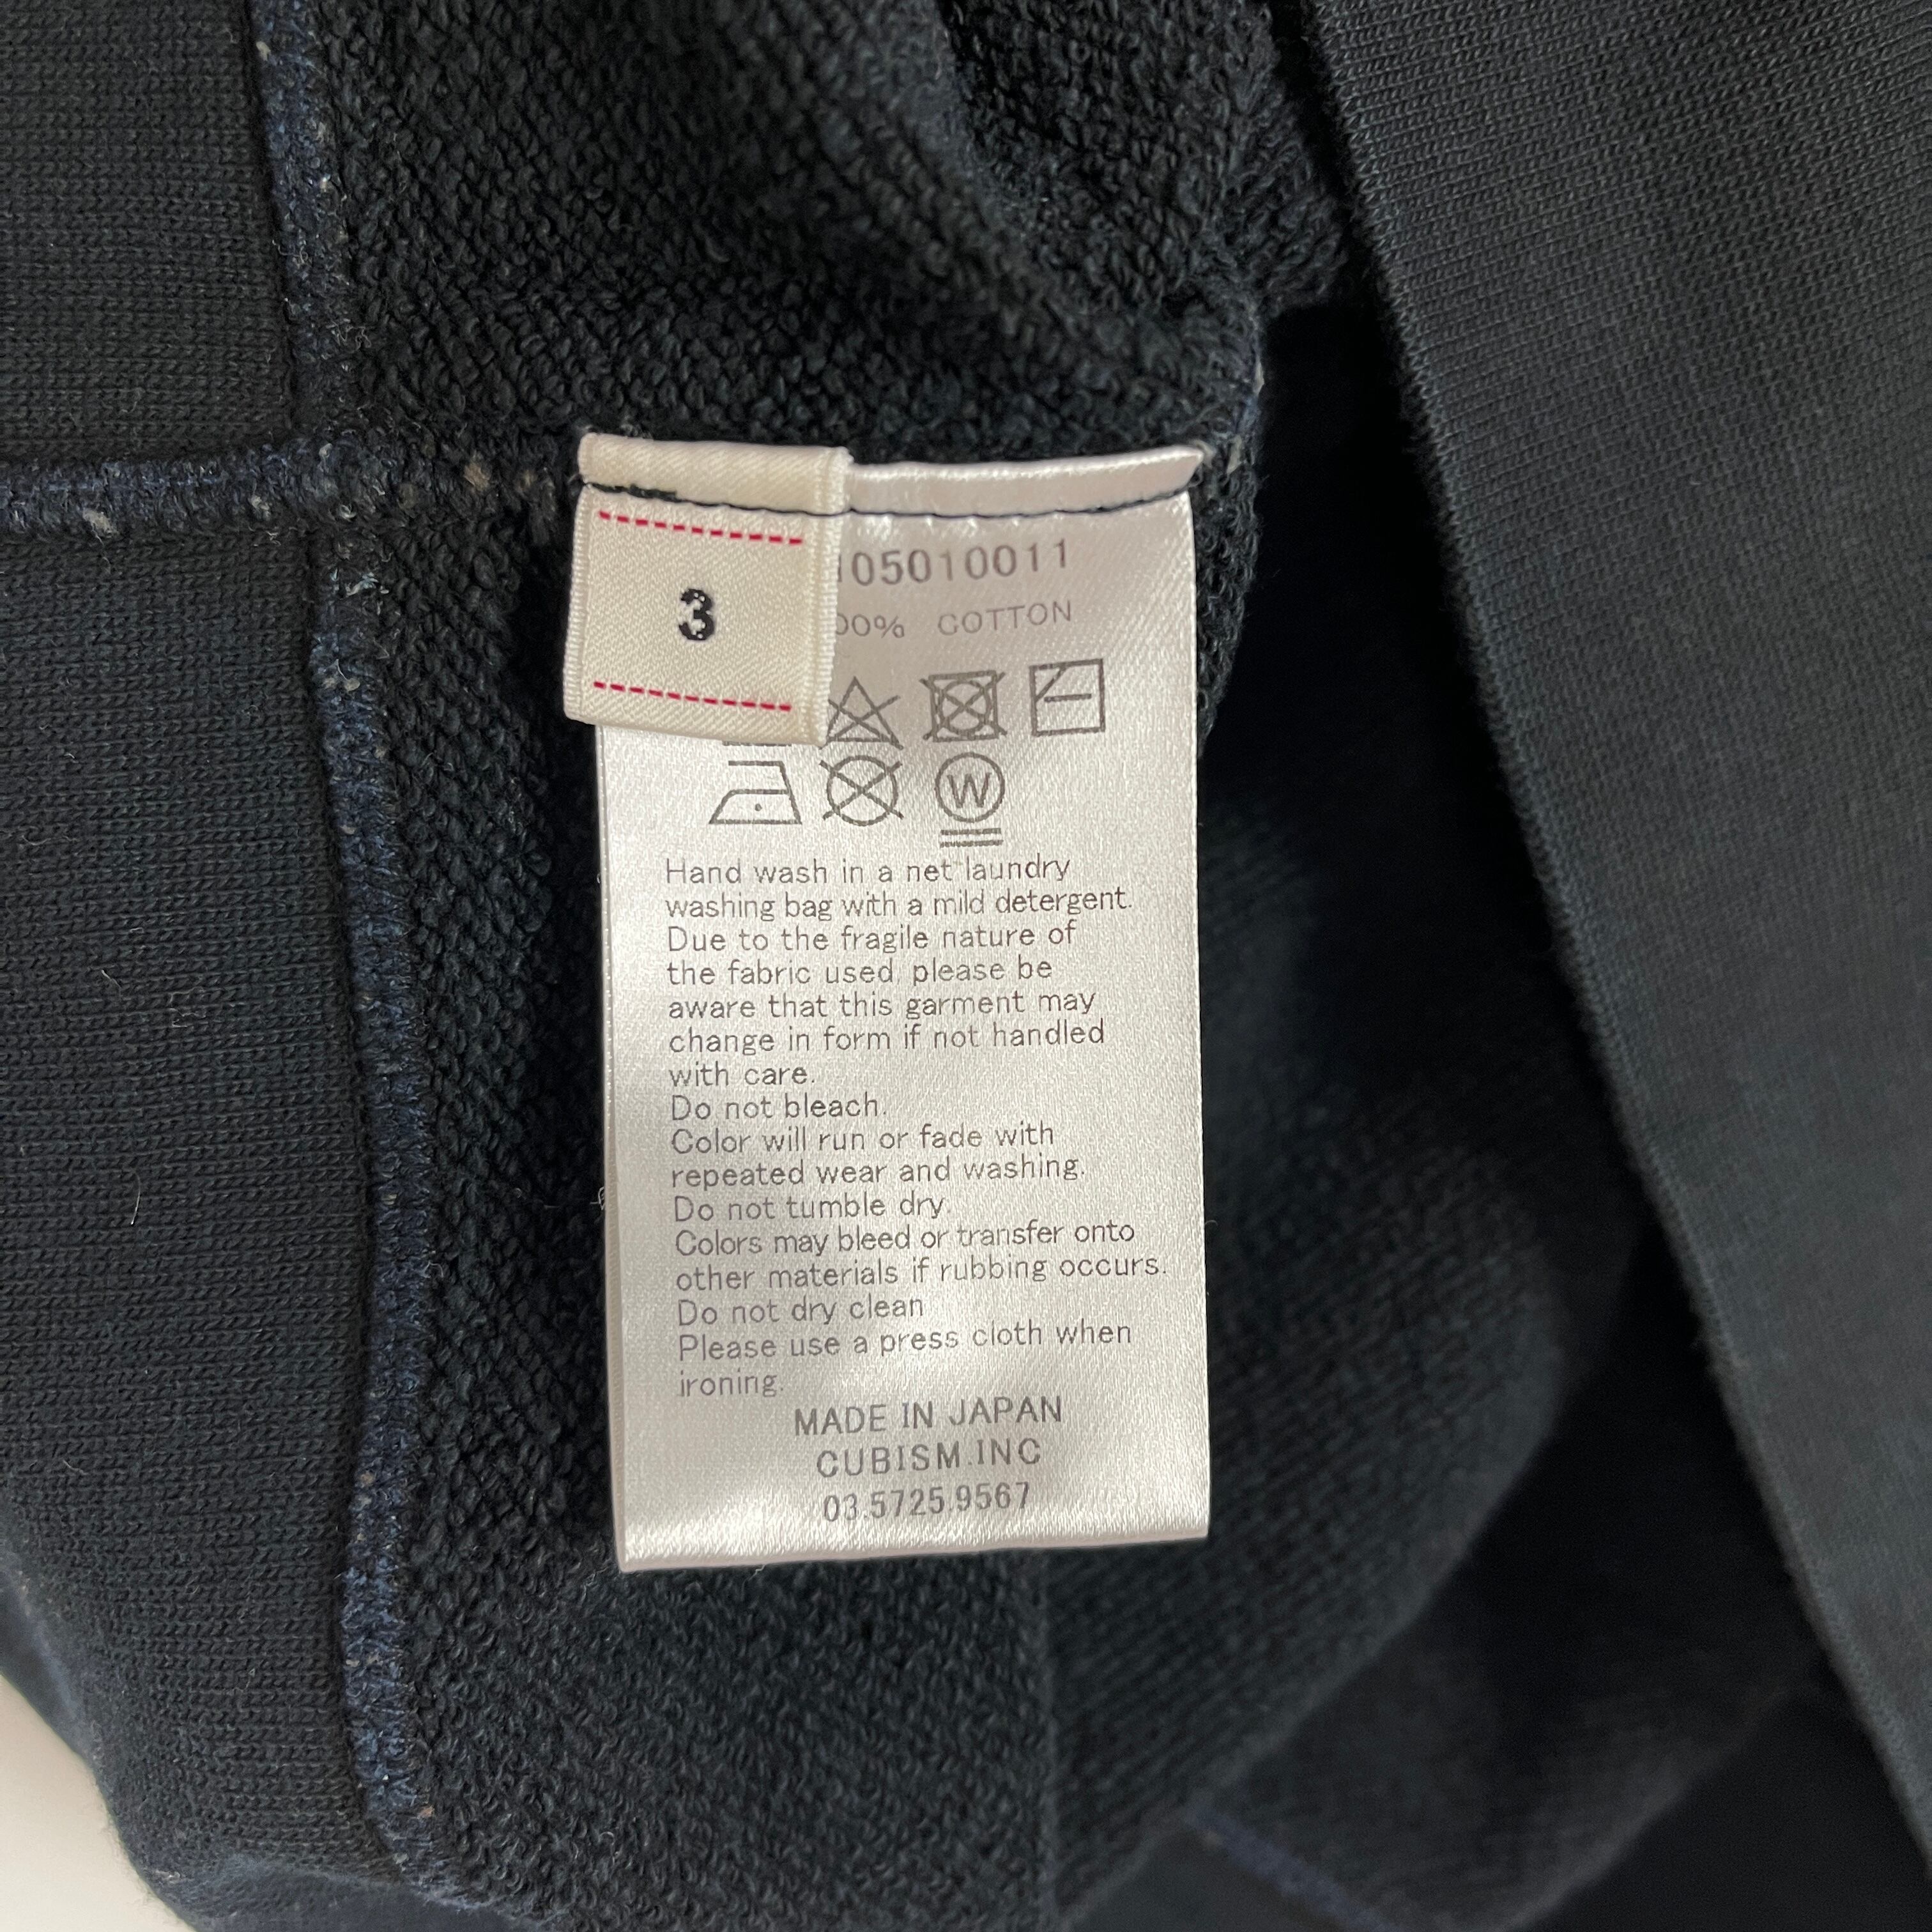 3
05010011
00% COTTON
W
Hand wash in a net laundry
washing bag with a mild detergent.
Due to the fragile nature of
the fabric used, please be
aware that this garment may
change in form if not handled
with care.
Do not bleach.
Color will run or fade with
repeated wear and washing.
Do not tumble dry.
Colors may bleed or transfer onto
other materials if rubbing occurs.
Do not dry clean
Please use a press cloth when
ironing.
MADE IN JAPAN
CUBISM.INC
03.5725.9567